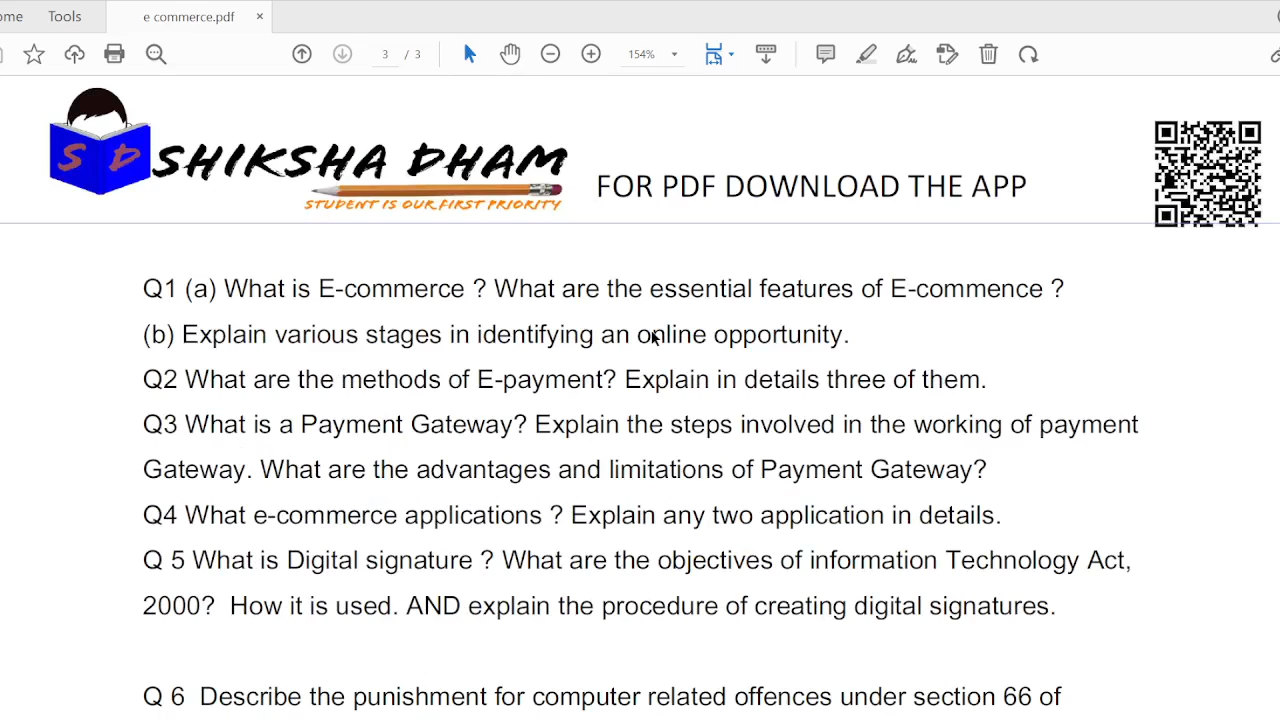 ome Tools e commerce.pdf ×
3 / 3 154%
S D SHIKSHA DHAM
STUDENT IS OUR FIRST PRIORITY
FOR PDF DOWNLOAD THE APP
Q1 (a) What is E-commerce ? What are the essential features of E-commence ?
(b) Explain various stages in identifying an online opportunity.
Q2 What are the methods of E-payment? Explain in details three of them.
Q3 What is a Payment Gateway? Explain the steps involved in the working of payment
Gateway. What are the advantages and limitations of Payment Gateway?
Q4 What e-commerce applications ? Explain any two application in details.
Q 5 What is Digital signature ? What are the objectives of information Technology Act,
2000? How it is used. AND explain the procedure of creating digital signatures.
Q 6 Describe the punishment for computer related offences under section 66 of